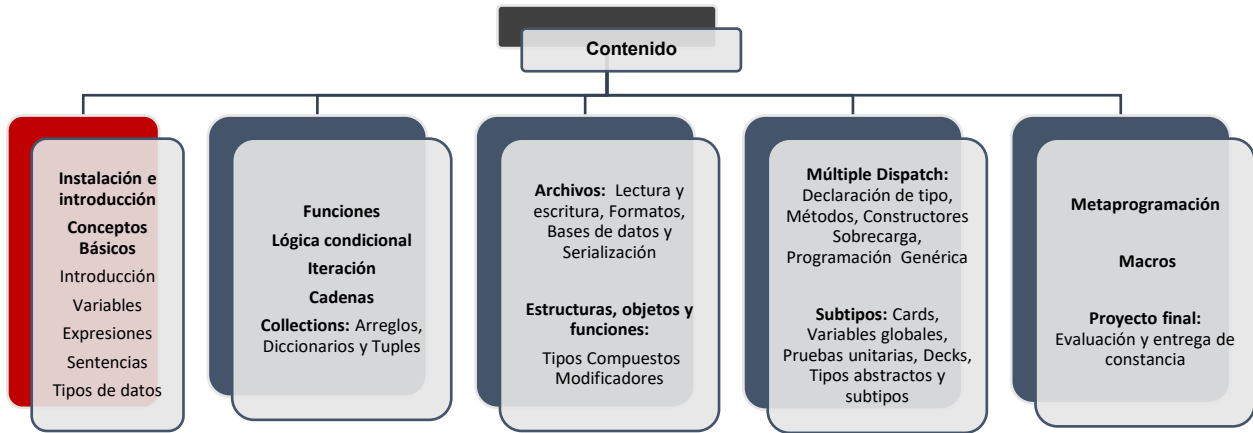 Contenido
Instalación e
introducción
Conceptos
Básicos
Introducción
Variables
Expresiones
Sentencias
Tipos de datos
Funciones
Lógica condicional
Iteración
Cadenas
Collections: Arreglos,
Diccionarios y Tuples
Archivos: Lectura y
escritura, Formatos,
Bases de datos y
Serialización
Estructuras, objetos y
funciones:
Tipos Compuestos
Modificadores
Múltiple Dispatch:
Declaración de tipo,
Métodos, Constructores
Sobrecarga,
Programación Genérica
Subtipos: Cards,
Variables globales,
Pruebas unitarias, Decks,
Tipos abstractos y
subtipos
Metaprogramación
Macros
Proyecto final:
Evaluación y entrega de
constancia